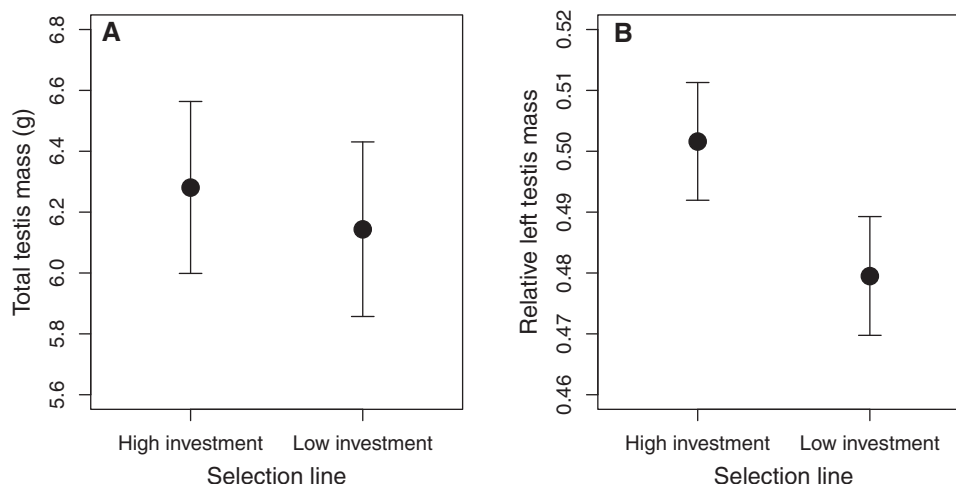 A
Total testis mass (g)
6.8
6.6
6.4
6.2
6.0
5.8
5.6
High investment
Low investment
Selection line
B
Relative left testis mass
0.52
0.51
0.50
0.49
0.48
0.47
0.46
High investment
Low investment
Selection line